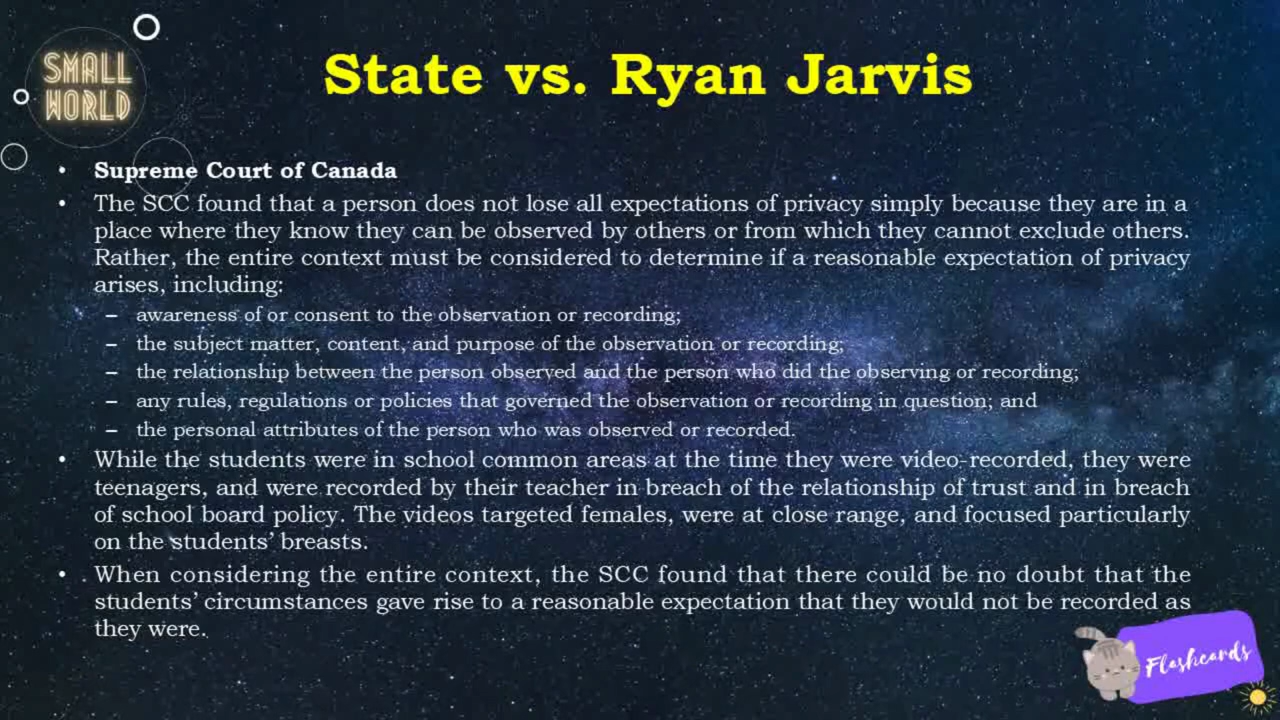 SMALL
WORLD
State vs. Ryan Jarvis
• Supreme Court of Canada
• The SCC found that a person does not lose all expectations of privacy simply because they are in a
place where they know they can be observed by others or from which they cannot exclude others.
Rather, the entire context must be considered to determine if a reasonable expectation of privacy
arises, including:
– awareness of or consent to the observation or recording;
– the subject matter, content, and purpose of the observation or recording;
– the relationship between the person observed and the person who did the observing or recording;
– any rules, regulations or policies that governed the observation or recording in question; and
– the personal attributes of the person who was observed or recorded.
• While the students were in school common areas at the time they were video-recorded, they were
teenagers, and were recorded by their teacher in breach of the relationship of trust and in breach
of school board policy. The videos targeted females, were at close range, and focused particularly
on the students’ breasts.
• When considering the entire context, the SCC found that there could be no doubt that the
students’ circumstances gave rise to a reasonable expectation that they would not be recorded as
they were.
Flashcards